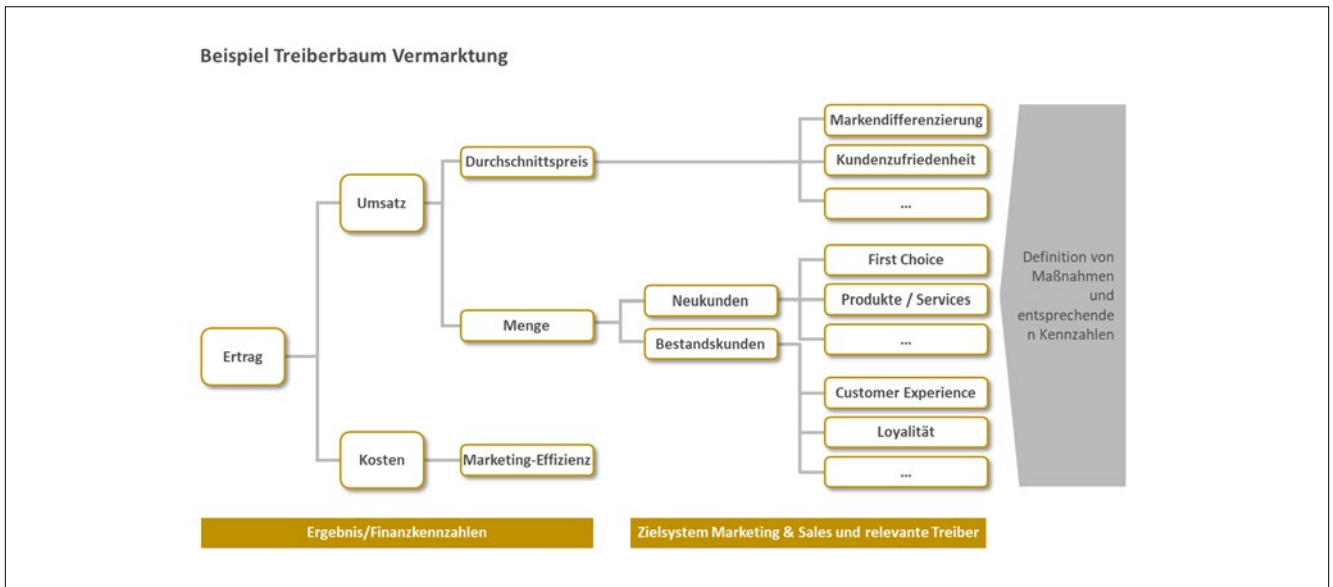 Beispiel Treiberbaum Vermarktung
Markendifferenzierung
Durchschnittspreis
Kundenzufriedenheit
Umsatz
...
First Choice
Definition von
Maßnahmen
und
entsprechende
n Kennzahlen
Neukunden
Produkte / Services
Menge
Bestandskunden
...
Ertrag
Customer Experience
Loyalität
Kosten
Marketing-Effizienz
...
Ergebnis/Finanzkennzahlen
Zielsystem Marketing & Sales und relevante Treiber